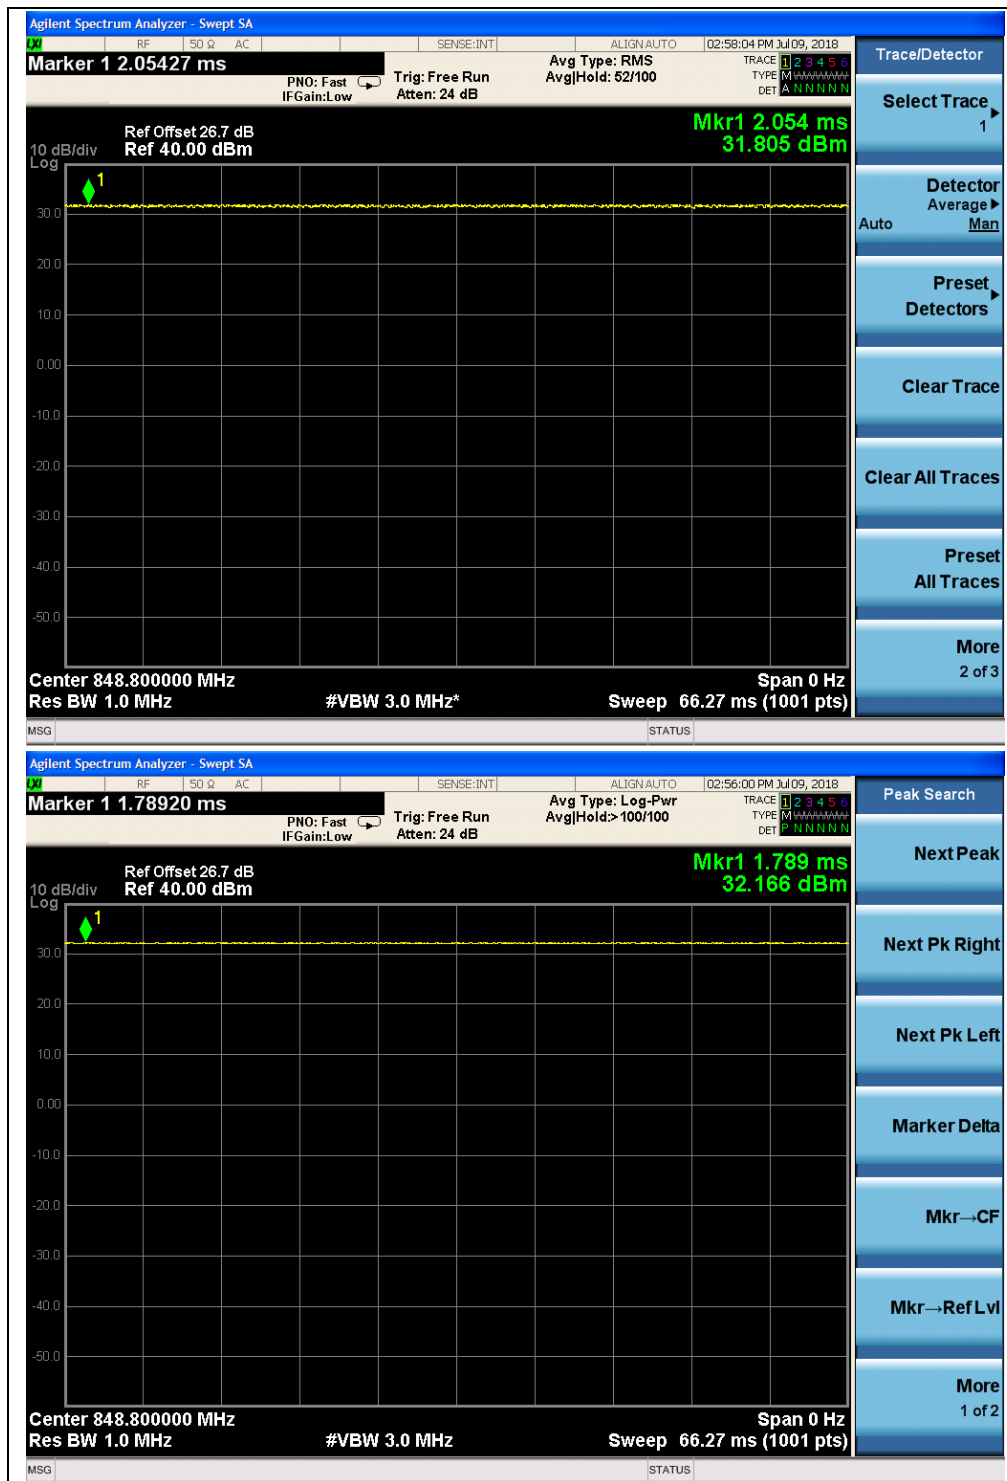 Agilent Spectrum Analyzer - Swept SA
LXI RF 50 Ω AC SENSE:INT ALIGN AUTO 02:58:04 PM Jul 09, 2018
Marker 1 2.05427 ms
PNO: Fast
IFGain:Low
Trig: Free Run
Atten: 24 dB
Avg Type: RMS
Avg|Hold: 52/100
TRACE 1 2 3 4 5 6
TYPE M
DET A N N N N N
Ref Offset 26.7 dB
10 dB/div Ref 40.00 dBm
Log
Mkr1 2.054 ms
31.805 dBm
1
30.0
20.0
10.0
0.00
-10.0
-20.0
-30.0
-40.0
-50.0
Center 848.800000 MHz Span 0 Hz
Res BW 1.0 MHz #VBW 3.0 MHz* Sweep 66.27 ms (1001 pts)
MSG STATUS
Trace/Detector
Select Trace
1
Detector
Average
Auto Man
Preset
Detectors
Clear Trace
Clear All Traces
Preset
All Traces
More
2 of 3
Agilent Spectrum Analyzer - Swept SA
LXI RF 50 Ω AC SENSE:INT ALIGN AUTO 02:56:00 PM Jul 09, 2018
Marker 1 1.78920 ms
PNO: Fast
IFGain:Low
Trig: Free Run
Atten: 24 dB
Avg Type: Log-Pwr
Avg|Hold:>100/100
TRACE 1 2 3 4 5 6
TYPE M
DET P N N N N N
Ref Offset 26.7 dB
10 dB/div Ref 40.00 dBm
Log
Mkr1 1.789 ms
32.166 dBm
1
30.0
20.0
10.0
0.00
-10.0
-20.0
-30.0
-40.0
-50.0
Center 848.800000 MHz Span 0 Hz
Res BW 1.0 MHz #VBW 3.0 MHz Sweep 66.27 ms (1001 pts)
MSG STATUS
Peak Search
Next Peak
Next Pk Right
Next Pk Left
Marker Delta
Mkr→CF
Mkr→Ref Lvl
More
1 of 2